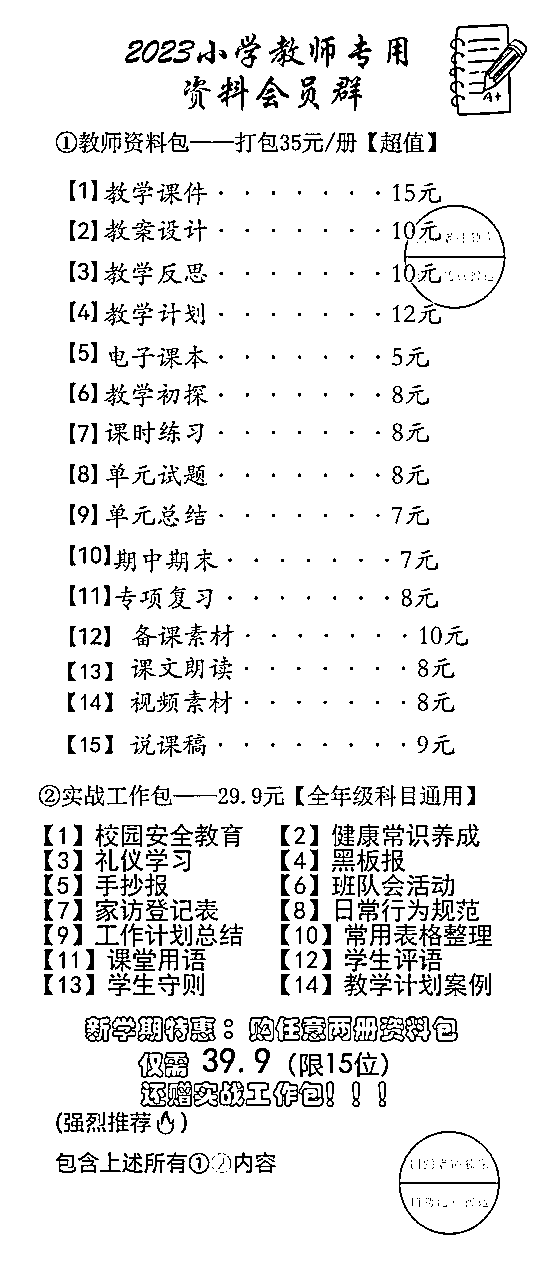 2023小学教师专用
资料会员群
A+
①教师资料包——打包35元/册【超值】
【1】教学课件·······15元
【2】教案设计·······10元
【3】教学反思·······10元
【4】教学计划·······12元
【5】电子课本·······5元
【6】教学初探·······8元
【7】课时练习·······8元
【8】单元试题·······8元
【9】单元总结·······7元
【10】期中期末·······7元
【11】专项复习·······8元
【12】 备课素材·······10元
【13】 课文朗读·······8元
【14】 视频素材·······8元
【15】 说课稿········9元
②实战工作包——29.9元【全年级科目通用】
【1】校园安全教育 【2】健康常识养成
【3】礼仪学习 【4】黑板报
【5】手抄报 【6】班队会活动
【7】家访登记表 【8】日常行为规范
【9】工作计划总结 【10】常用表格整理
【11】课堂用语 【12】学生评语
【13】学生守则 【14】教学计划案例
新学期特惠：购任意两册资料包
仅需 39.9（限15位）
还赠实战工作包！！！
(强烈推荐🔥)
包含上述所有①②内容